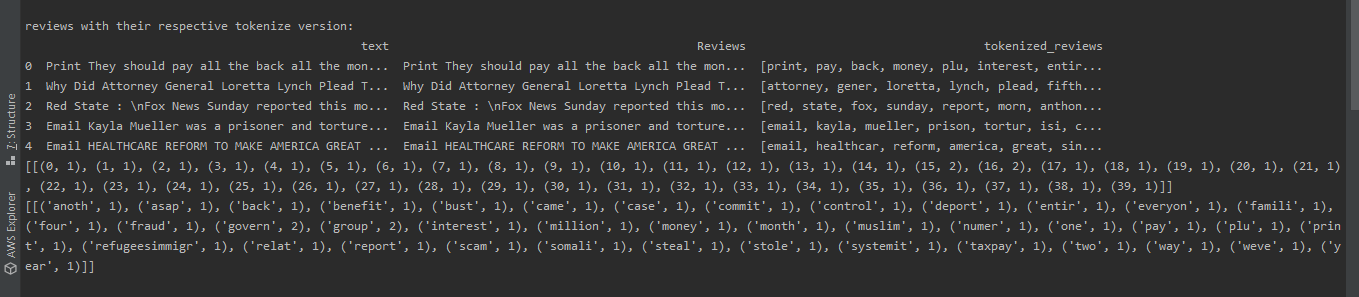 reviews with their respective tokenize version:
text Reviews tokenized_reviews
0 Print They should pay all the back all the mon... Print They should pay all the back all the mon... [print, pay, back, money, plu, interest, entir...
1 Why Did Attorney General Loretta Lynch Plead T... Why Did Attorney General Loretta Lynch Plead T... [attorney, gener, loretta, lynch, plead, fifth...
2 Red State : \nFox News Sunday reported this mo... Red State : \nFox News Sunday reported this mo... [red, state, fox, sunday, report, morn, anthon...
3 Email Kayla Mueller was a prisoner and torture... Email Kayla Mueller was a prisoner and torture... [email, kayla, mueller, prison, tortur, isi, c...
4 Email HEALTHCARE REFORM TO MAKE AMERICA GREAT ... Email HEALTHCARE REFORM TO MAKE AMERICA GREAT ... [email, healthcar, reform, america, great, sin...
[[(0, 1), (1, 1), (2, 1), (3, 1), (4, 1), (5, 1), (6, 1), (7, 1), (8, 1), (9, 1), (10, 1), (11, 1), (12, 1), (13, 1), (14, 1), (15, 2), (16, 2), (17, 1), (18, 1), (19, 1), (20, 1), (21, 1)
, (22, 1), (23, 1), (24, 1), (25, 1), (26, 1), (27, 1), (28, 1), (29, 1), (30, 1), (31, 1), (32, 1), (33, 1), (34, 1), (35, 1), (36, 1), (37, 1), (38, 1), (39, 1)]]
[[('anoth', 1), ('asap', 1), ('back', 1), ('benefit', 1), ('bust', 1), ('came', 1), ('case', 1), ('commit', 1), ('control', 1), ('deport', 1), ('entir', 1), ('everyon', 1), ('famili', 1),
('four', 1), ('fraud', 1), ('govern', 2), ('group', 2), ('interest', 1), ('million', 1), ('money', 1), ('month', 1), ('muslim', 1), ('numer', 1), ('one', 1), ('pay', 1), ('plu', 1), ('prin
t', 1), ('refugeesimmigr', 1), ('relat', 1), ('report', 1), ('scam', 1), ('somali', 1), ('steal', 1), ('stole', 1), ('systemit', 1), ('taxpay', 1), ('two', 1), ('way', 1), ('weve', 1), ('y
ear', 1)]]
Z: Structure
AWS Explorer